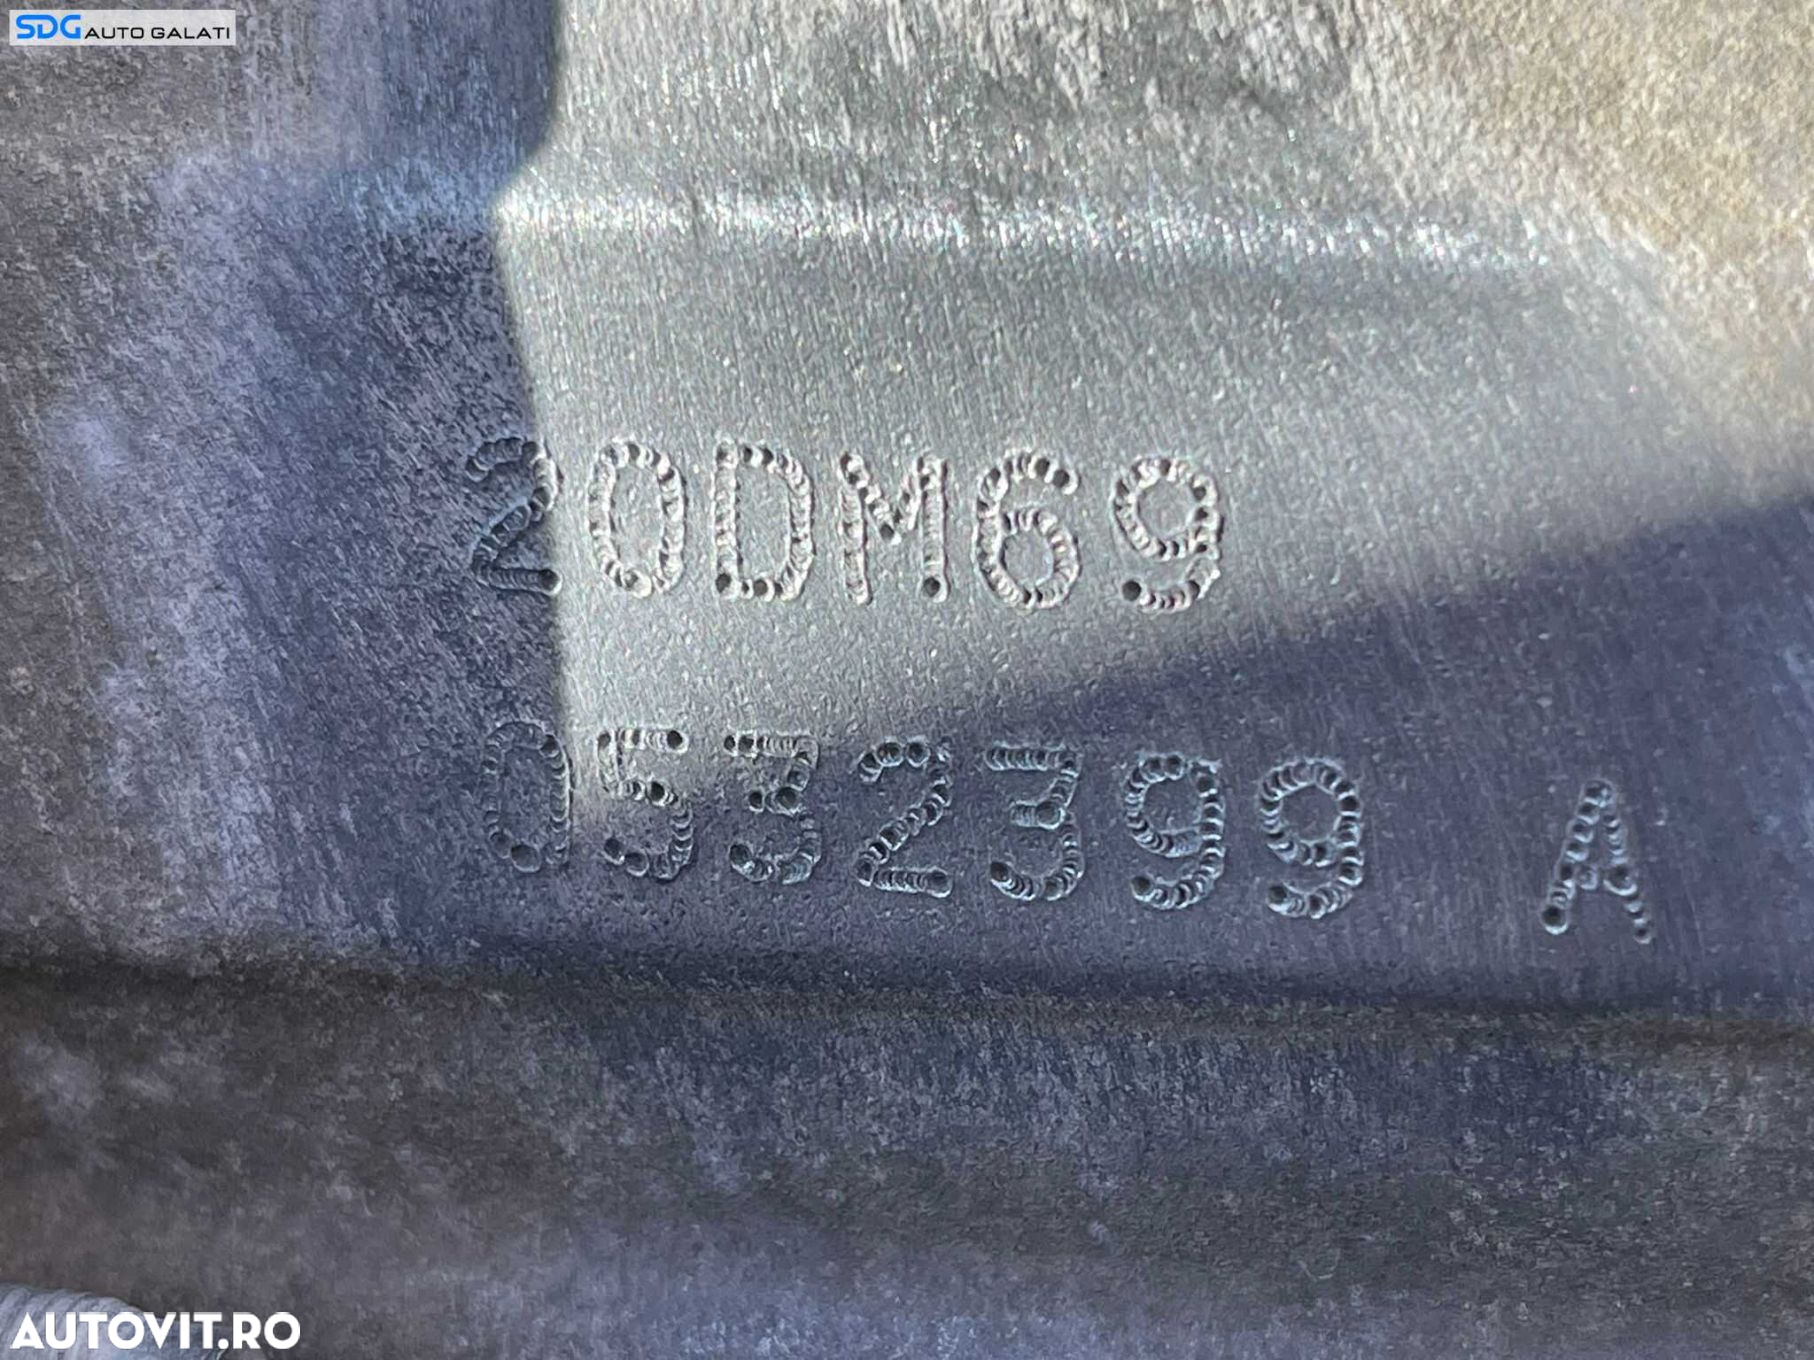 SDG AUTO GALATI
20DM69
0532399 A
AUTOVIT.RO